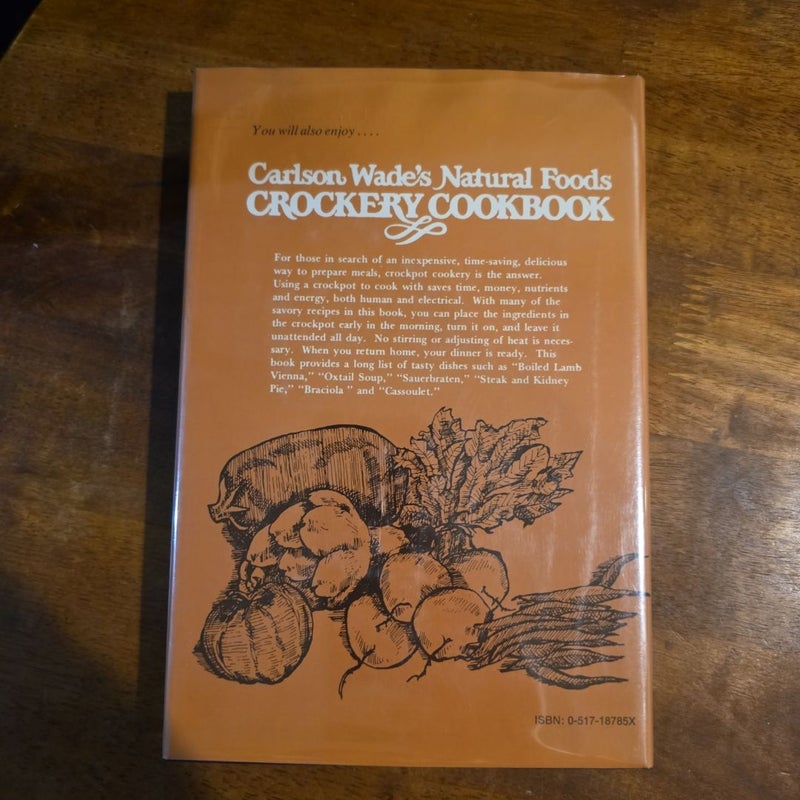 You will also enjoy . . . .
Carlson Wade's Natural Foods
CROCKERY COOKBOOK
For those in search of an inexpensive, time-saving, delicious
way to prepare meals, crockpot cookery is the answer.
Using a crockpot to cook with saves time, money, nutrients
and energy, both human and electrical. With many of the
savory recipes in this book, you can place the ingredients in
the crockpot early in the morning, turn it on, and leave it
unattended all day. No stirring or adjusting of heat is neces-
sary. When you return home, your dinner is ready. This
book provides a long list of tasty dishes such as "Boiled Lamb
Vienna," "Oxtail Soup," "Sauerbraten," "Steak and Kidney
Pie," "Braciola " and "Cassoulet."
ISBN: 0-517-18785X